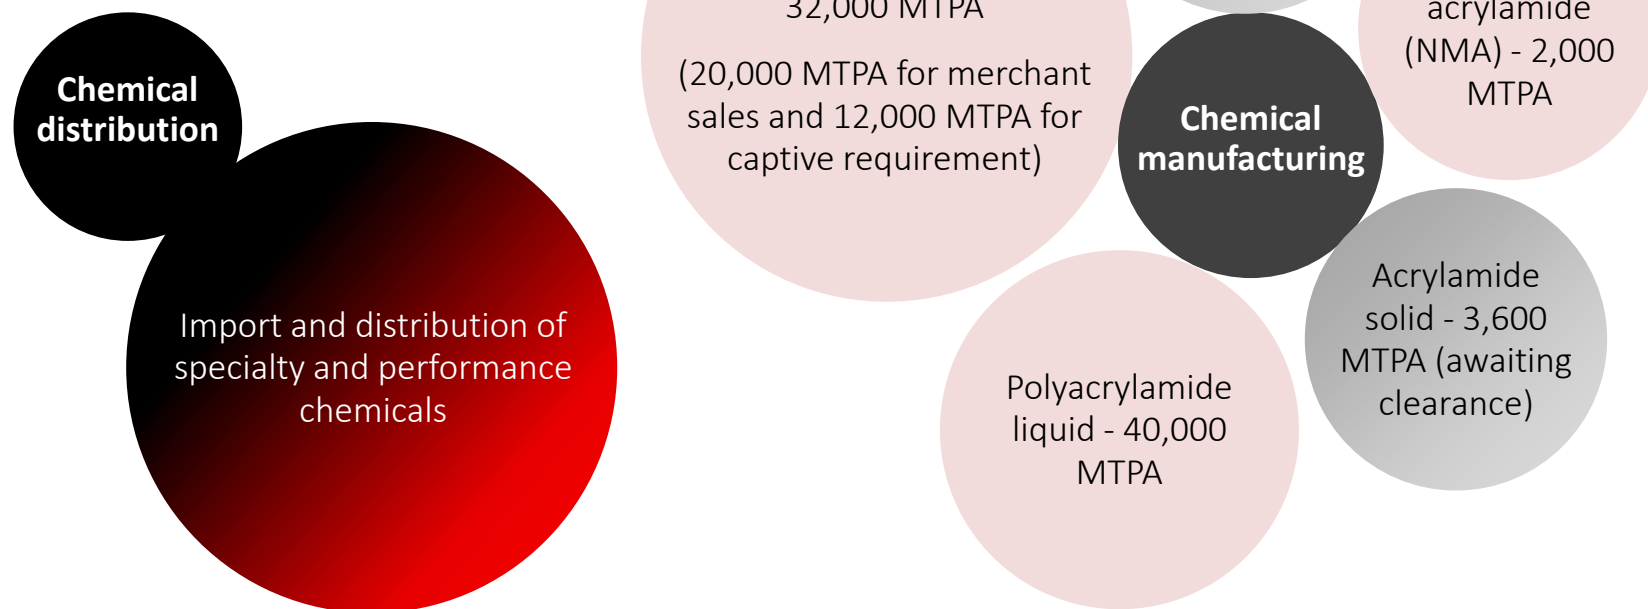 Chemical
distribution
Import and distribution of
specialty and performance
chemicals
32,000 MTPA
(20,000 MTPA for merchant
sales and 12,000 MTPA for
captive requirement)
Chemical
manufacturing
acrylamide
(NMA) - 2,000
MTPA
Acrylamide
solid - 3,600
MTPA (awaiting
clearance)
Polyacrylamide
liquid - 40,000
MTPA